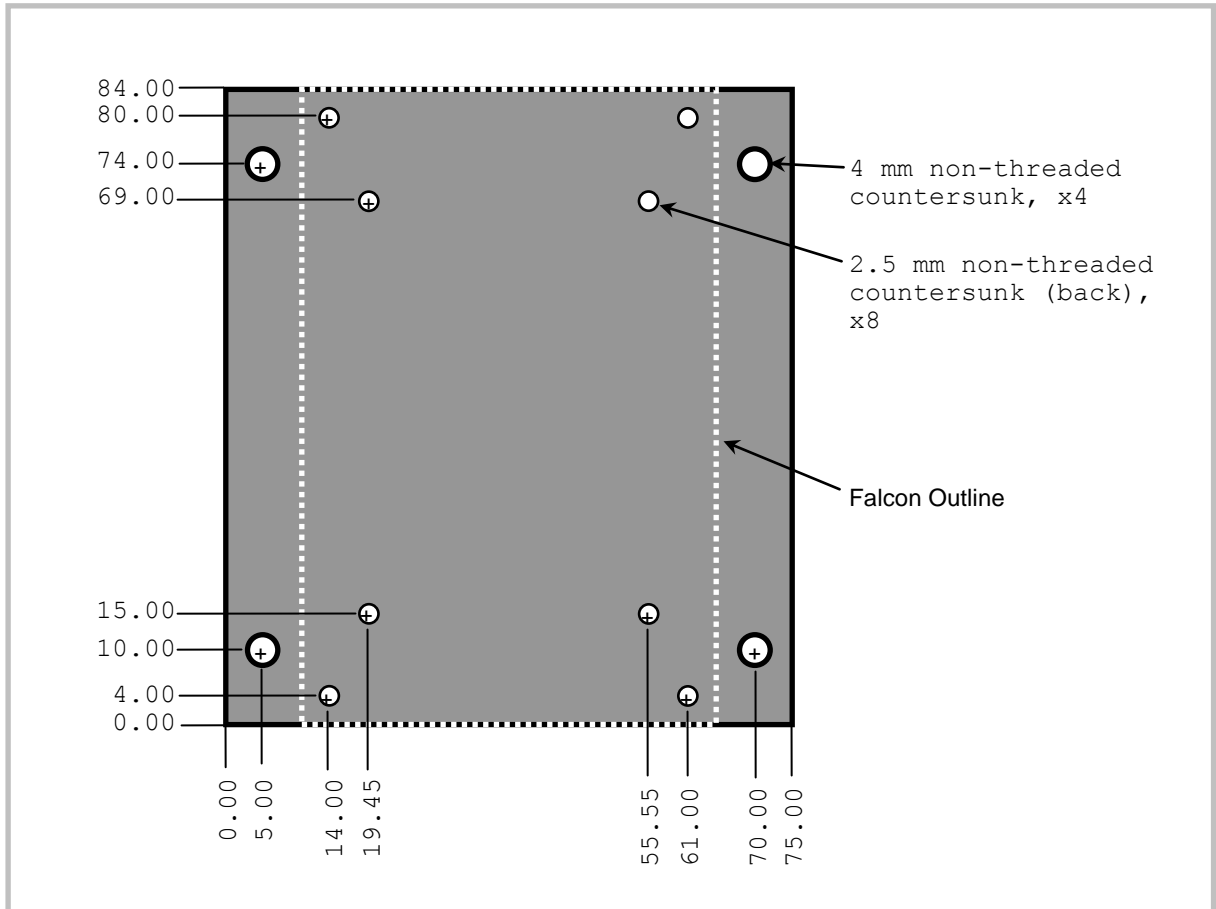 84.00
80.00
74.00
69.00
4 mm non-threaded
countersunk, x4
2.5 mm non-threaded
countersunk (back),
x8
Falcon Outline
15.00
10.00
4.00
0.00
0.00
5.00
14.00
19.45
55.55
61.00
70.00
75.00